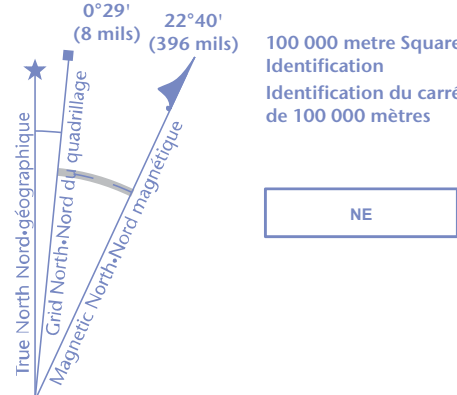 0°29'
(8 mils)
22°40'
(396 mils)
True North Nord•géographique
Grid North•Nord du quadrillage
Magnetic North•Nord magnétique
100 000 metre Square
Identification
Identification du carré
de 100 000 mètres
NE